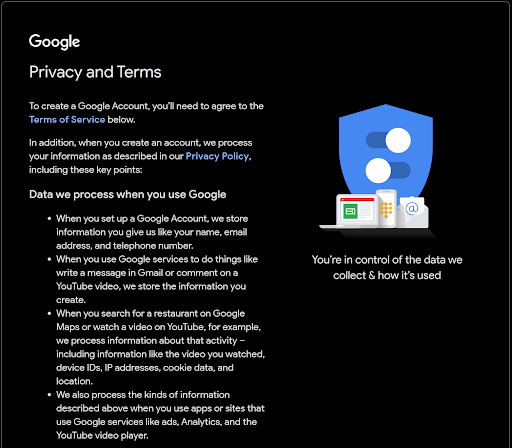 Google
Privacy and Terms
To create a Google Account, you'll need to agree to the
Terms of Service below.
In addition, when you create an account, we process
your information as described in our Privacy Policy,
including these key points:
Data we process when you use Google
• When you set up a Google Account, we store
information you give us like your name, email
address, and telephone number.
• When you use Google services to do things like
write a message in Gmail or comment on a
YouTube video, we store the information you
create.
• When you search for a restaurant on Google
Maps or watch a video on YouTube, for example,
we process information about that activity –
including information like the video you watched,
device IDs, IP addresses, cookie data, and
location.
• We also process the kinds of information
described above when you use apps or sites that
use Google services like ads, Analytics, and the
YouTube video player.
@
You're in control of the data we
collect & how it's used